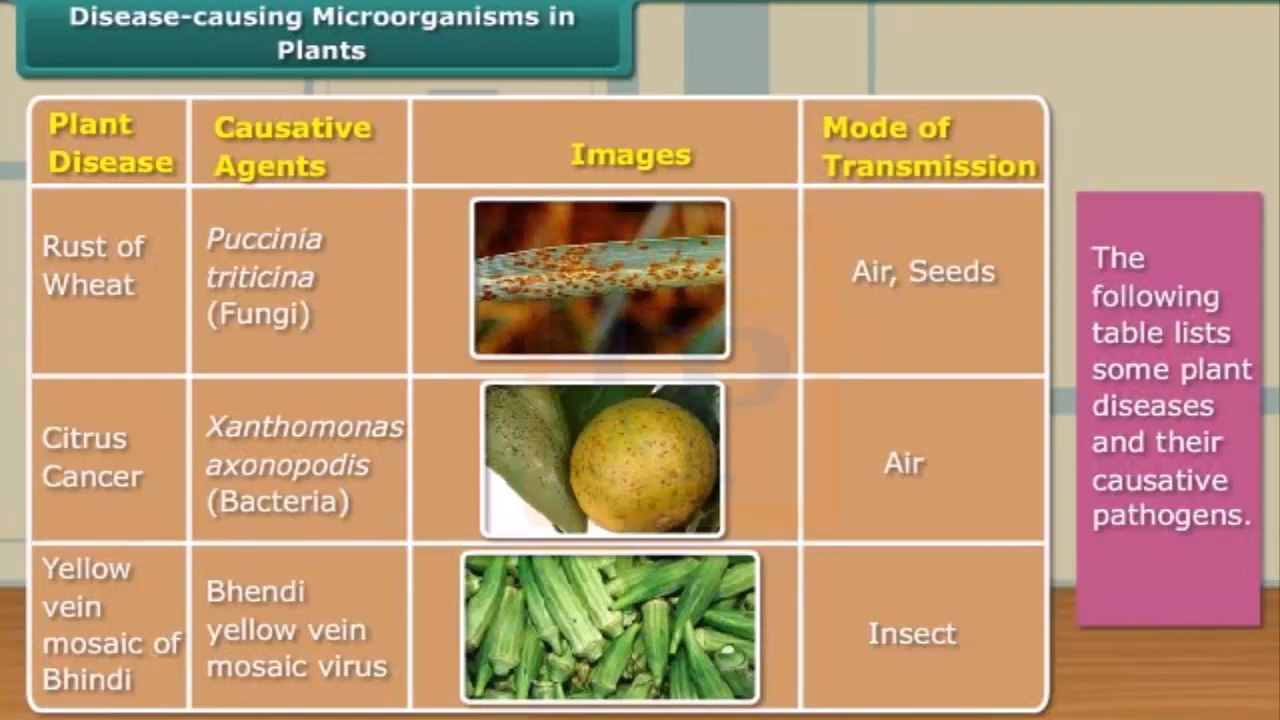 Disease-causing Microorganisms in
Plants
Plant
Disease
Causative
Agents
Images
Mode of
Transmission
Rust of
Wheat
Puccinia
triticina
(Fungi)
Air, Seeds
Citrus
Cancer
Xanthomonas
axonopodis
(Bacteria)
Air
Yellow
vein
mosaic of
Bhindi
Bhendi
yellow vein
mosaic virus
Insect
The
following
table lists
some plant
diseases
and their
causative
pathogens.